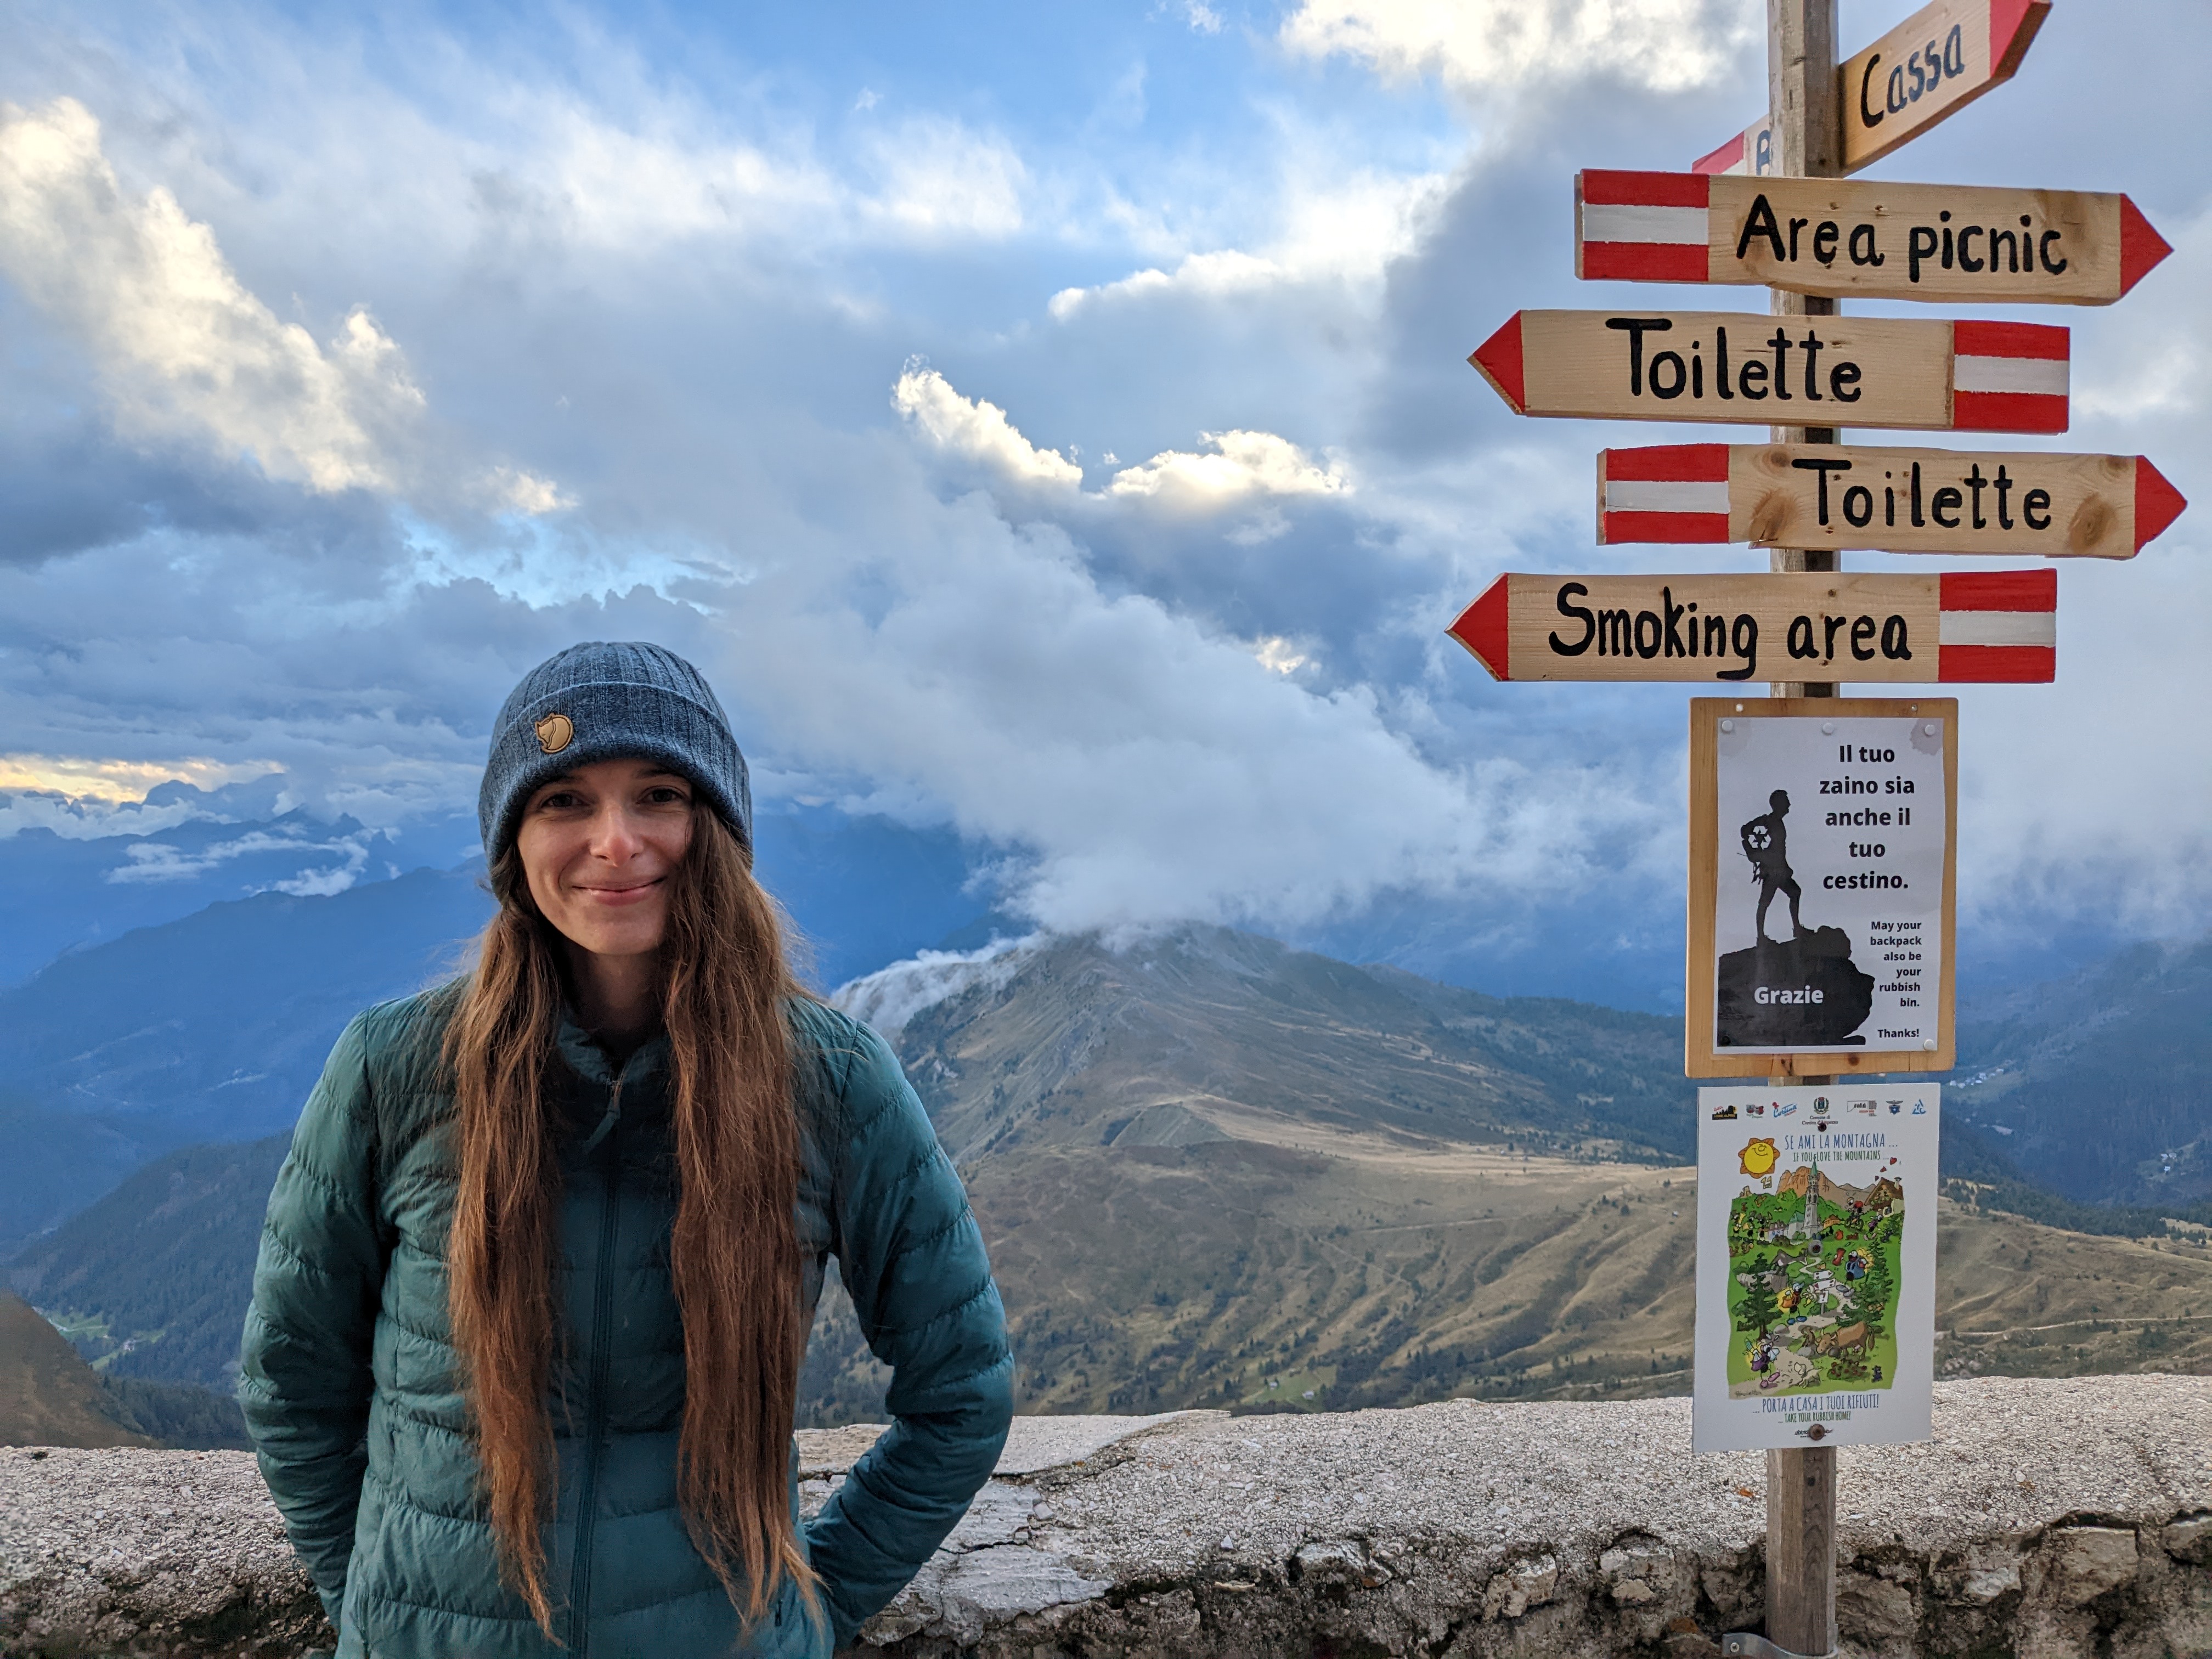 Cassa
Area picnic
Toilette
Toilette
Smoking area
Il tuo
zaino sia
anche il
tuo
cestino.
May your
backpack
also be
your
rubbish
bin.
Grazie
Thanks!
SE AMI LA MONTAGNA ...
IF YOU LOVE THE MOUNTAINS ...
... PORTA A CASA I TUOI RIFIUTI!
... TAKE YOUR RUBBISH HOME!